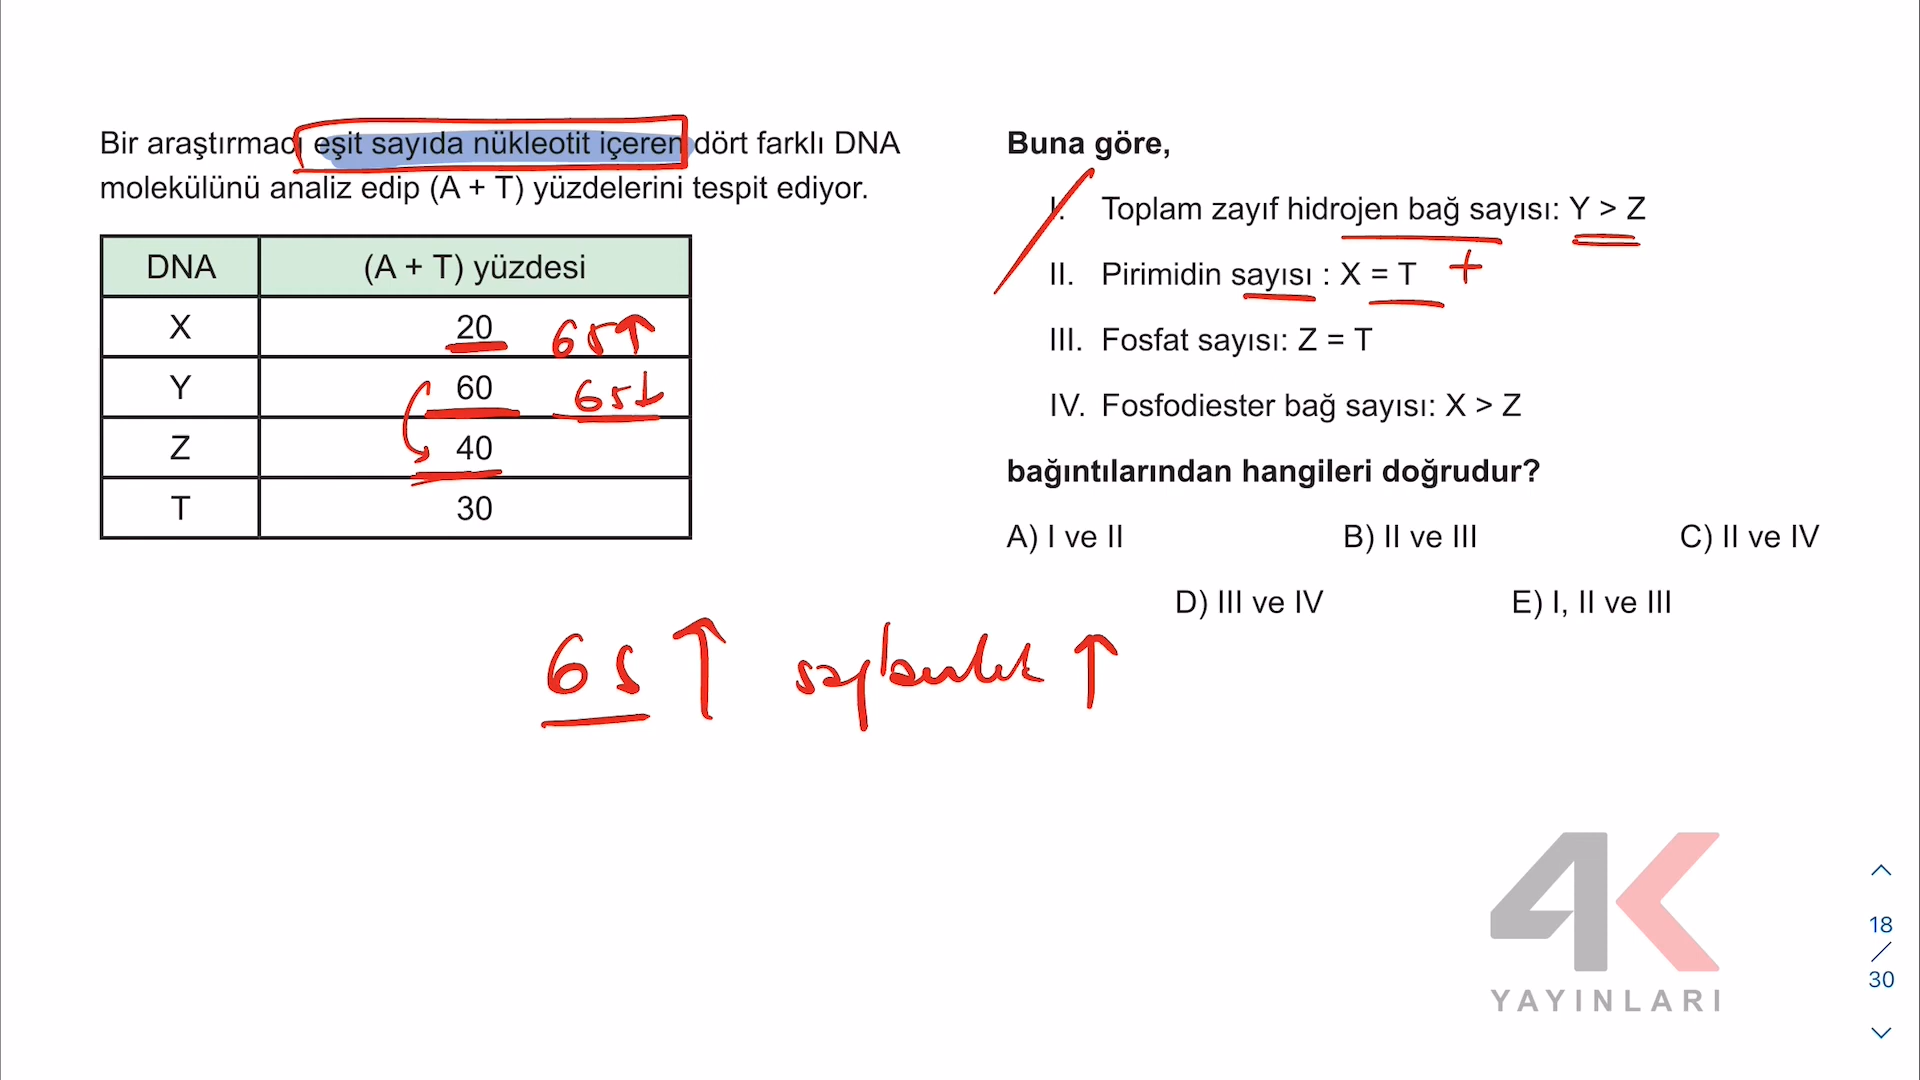 Bir araştırmacı eşit sayıda nükleotit içeren dört farklı DNA
molekülünü analiz edip (A + T) yüzdelerini tespit ediyor.
DNA (A + T) yüzdesi
X 20 GS↑
Y 60 GS↓
Z 40
T 30
Buna göre,
I. Toplam zayıf hidrojen bağ sayısı: Y > Z
II. Pirimidin sayısı : X = T +
III. Fosfat sayısı: Z = T
IV. Fosfodiester bağ sayısı: X > Z
bağıntılarından hangileri doğrudur?
A) I ve II B) II ve III C) II ve IV
D) III ve IV E) I, II ve III
GS ↑ sağlamlık ↑
4K
YAYINLARI
18
/
30